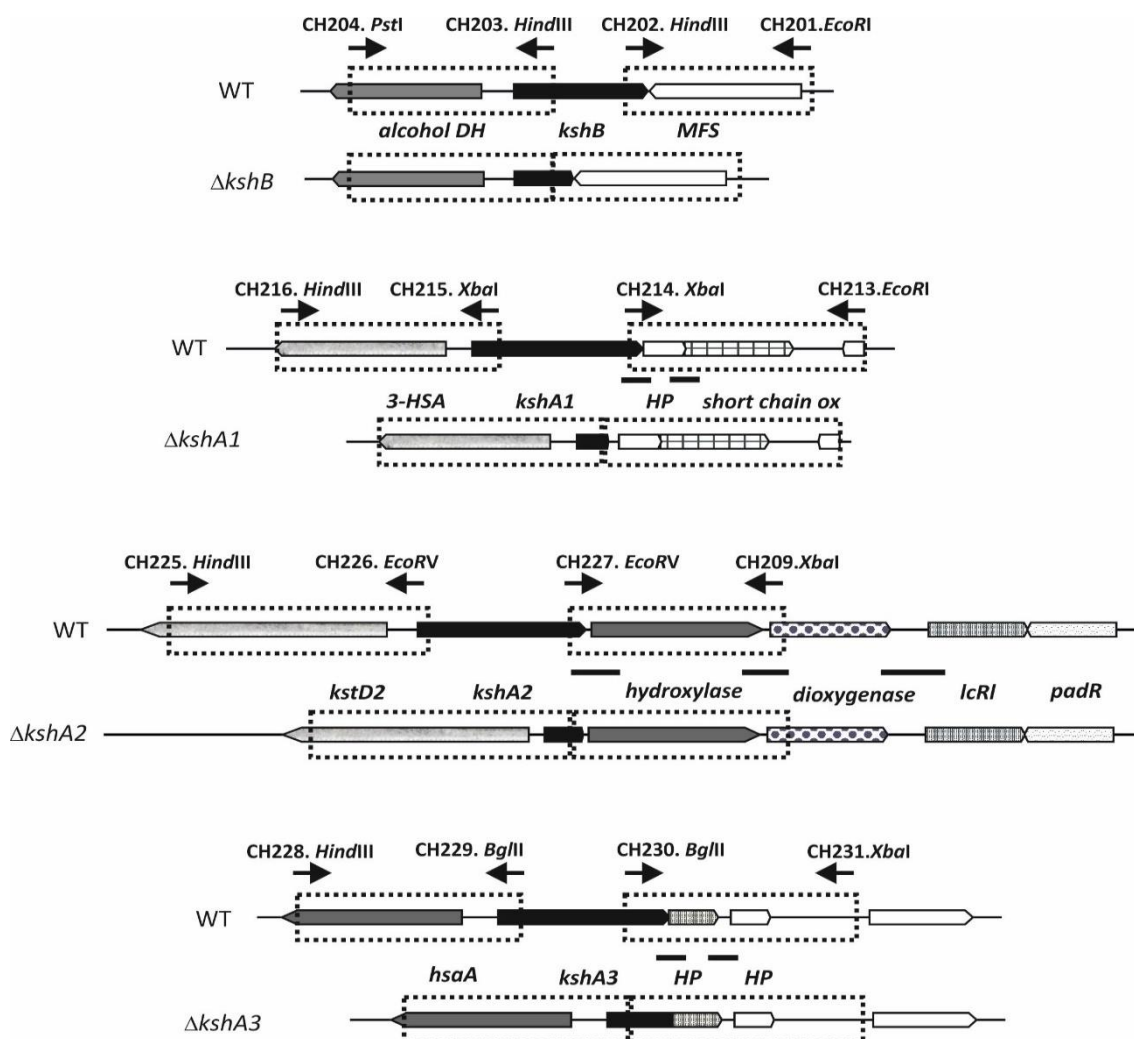 CH204. PstI CH203. HindIII CH202. HindIII CH201.EcoRI
WT
alcohol DH kshB MFS
ΔkshB
CH216. HindIII CH215. XbaI CH214. XbaI CH213.EcoRI
WT
3-HSA kshA1 HP short chain ox
ΔkshA1
CH225. HindIII CH226. EcoRV CH227. EcoRV CH209.XbaI
WT
kstD2 kshA2 hydroxylase dioxygenase lcRl padR
ΔkshA2
CH228. HindIII CH229. BglII CH230. BglII CH231.XbaI
WT
hsaA kshA3 HP HP
ΔkshA3